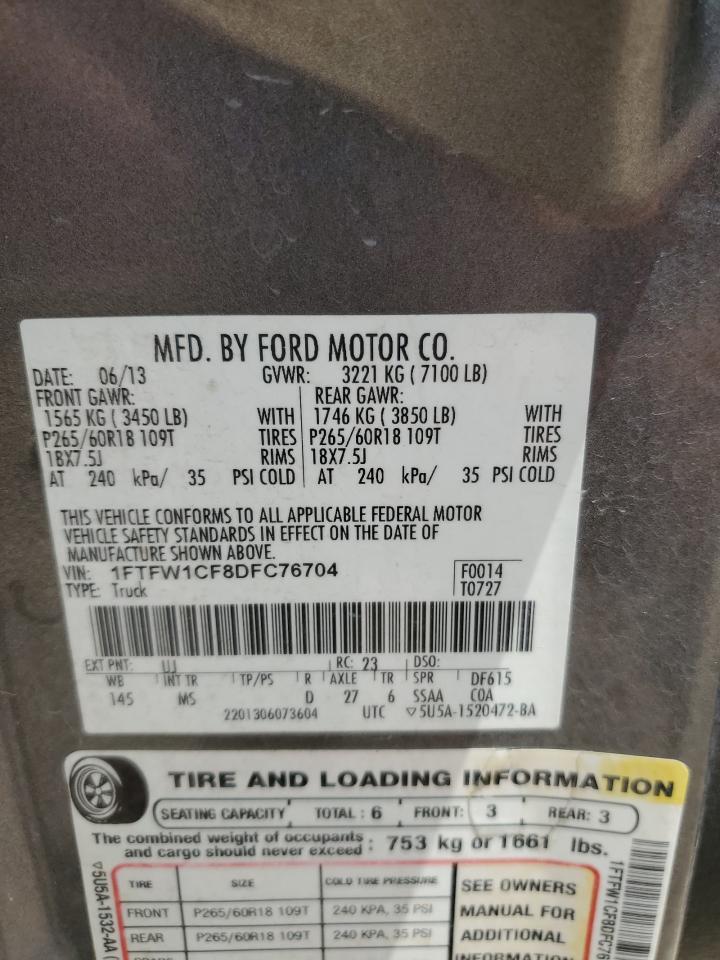 MFD. BY FORD MOTOR CO.
DATE: 06/13 GVWR: 3221 KG ( 7100 LB)
FRONT GAWR: REAR GAWR:
1565 KG ( 3450 LB) WITH 1746 KG ( 3850 LB) WITH
P265/60R18 109T TIRES P265/60R18 109T TIRES
18X7.5J RIMS 18X7.5J RIMS
AT 240 kPa/ 35 PSI COLD AT 240 kPa/ 35 PSI COLD
THIS VEHICLE CONFORMS TO ALL APPLICABLE FEDERAL MOTOR
VEHICLE SAFETY STANDARDS IN EFFECT ON THE DATE OF
MANUFACTURE SHOWN ABOVE.
VIN: 1FTFW1CF8DFC76704 F0014
TYPE: Truck T0727
EXT PNT: UJ RC: 23 DSO:
WB INT TR TP/PS R AXLE TR SPR DF615
145 MS D 27 6 SSAA COA
2201306073604 UTC ▽5U5A-1520472-BA
TIRE AND LOADING INFORMATION
SEATING CAPACITY TOTAL : 6 FRONT: 3 REAR: 3
The combined weight of occupants
and cargo should never exceed : 753 kg or 1661 lbs.
TIRE SIZE COLD TIRE PRESSURE SEE OWNERS
FRONT P265/60R18 109T 240 KPA, 35 PSI MANUAL FOR
REAR P265/60R18 109T 240 KPA, 35 PSI ADDITIONAL
INFORMATION
▽5U5A-1532-AA
1FTFW1CF8DFC76